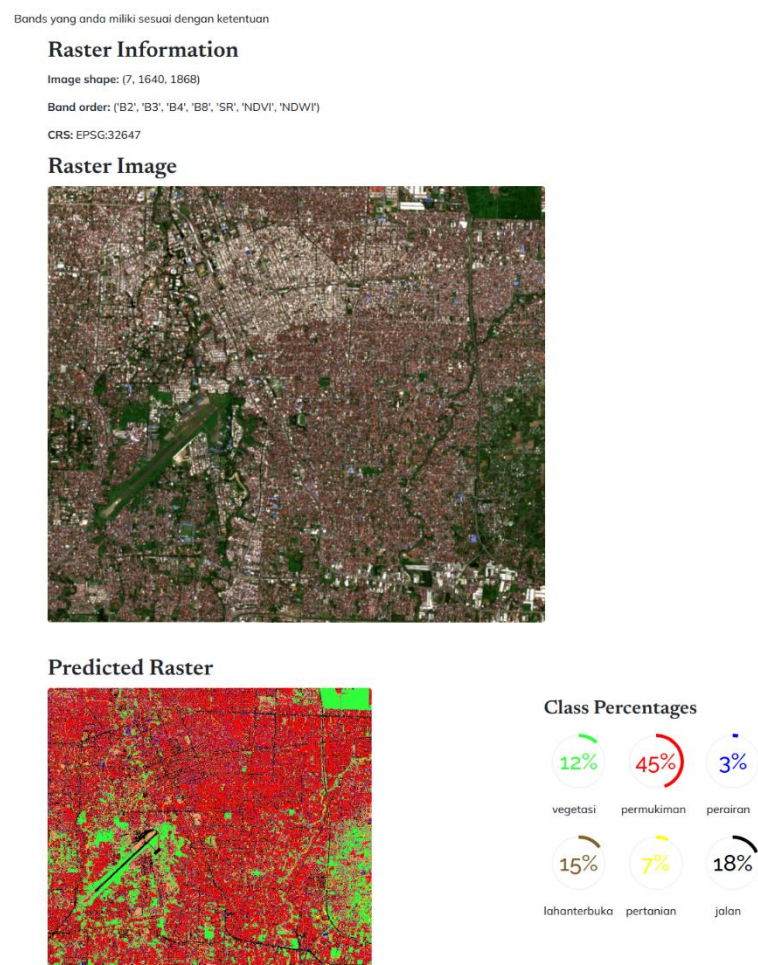 Bands yang anda miliki sesuai dengan ketentuan
Raster Information
Image shape: (7, 1640, 1868)
Band order: ('B2', 'B3', 'B4', 'B8', 'SR', 'NDVI', 'NDWI')
CRS: EPSG:32647
Raster Image
Predicted Raster
Class Percentages
12% 45% 3%
vegetasi permukiman perairan
15% 7% 18%
lahanterbuka pertanian jalan